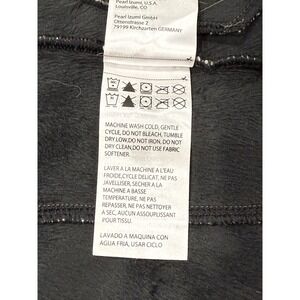 Pearl Izumi, U.S.A.
Louisville, CO
Pearl Izumi GmbH
Ottenstrasse 2
79199 Kirchzarten GERMANY
MACHINE WASH COLD, GENTLE
CYCLE, DO NOT BLEACH, TUMBLE
DRY LOW, DO NOT IRON, DO NOT
DRY CLEAN, DO NOT USE FABRIC
SOFTENER.
LAVER A LA MACHINE A L'EAU
FROIDE, CYCLE DELICAT, NE PAS
JAVELLISER, SECHER A LA
MACHINE A BASSE
TEMPERATURE, NE PAS
REPASSER, NE PAS NETTOYER
A SEC, AUCUN ASSOUPLISSANT
POUR TISSU.
LAVADO A MAQUINA CON
AGUA FRIA, USAR CICLO